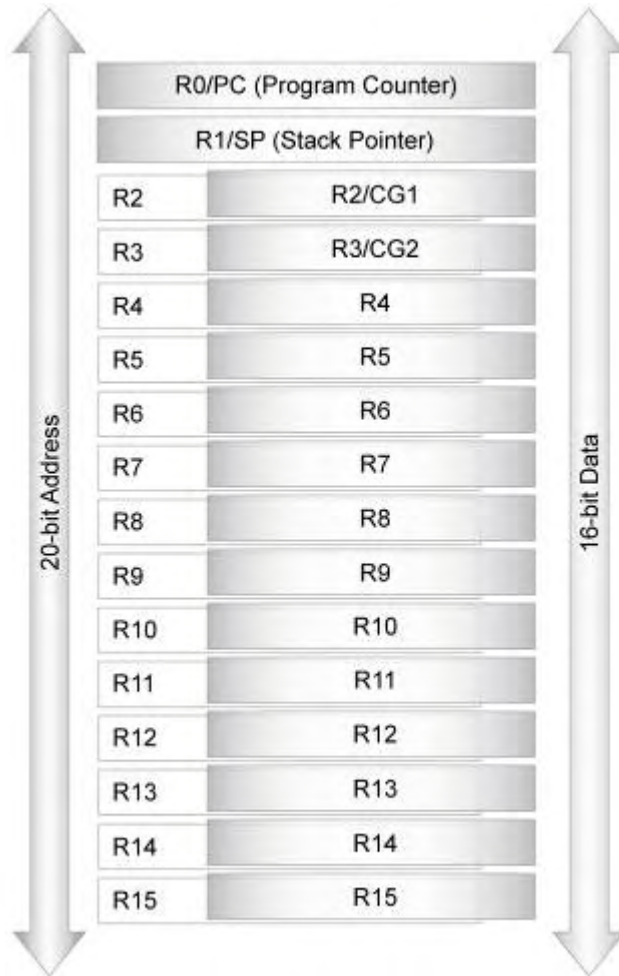 R0/PC (Program Counter)
R1/SP (Stack Pointer)
R2 R2/CG1
R3 R3/CG2
R4 R4
R5 R5
R6 R6
R7 R7
R8 R8
R9 R9
R10 R10
R11 R11
R12 R12
R13 R13
R14 R14
R15 R15
20-bit Address
16-bit Data